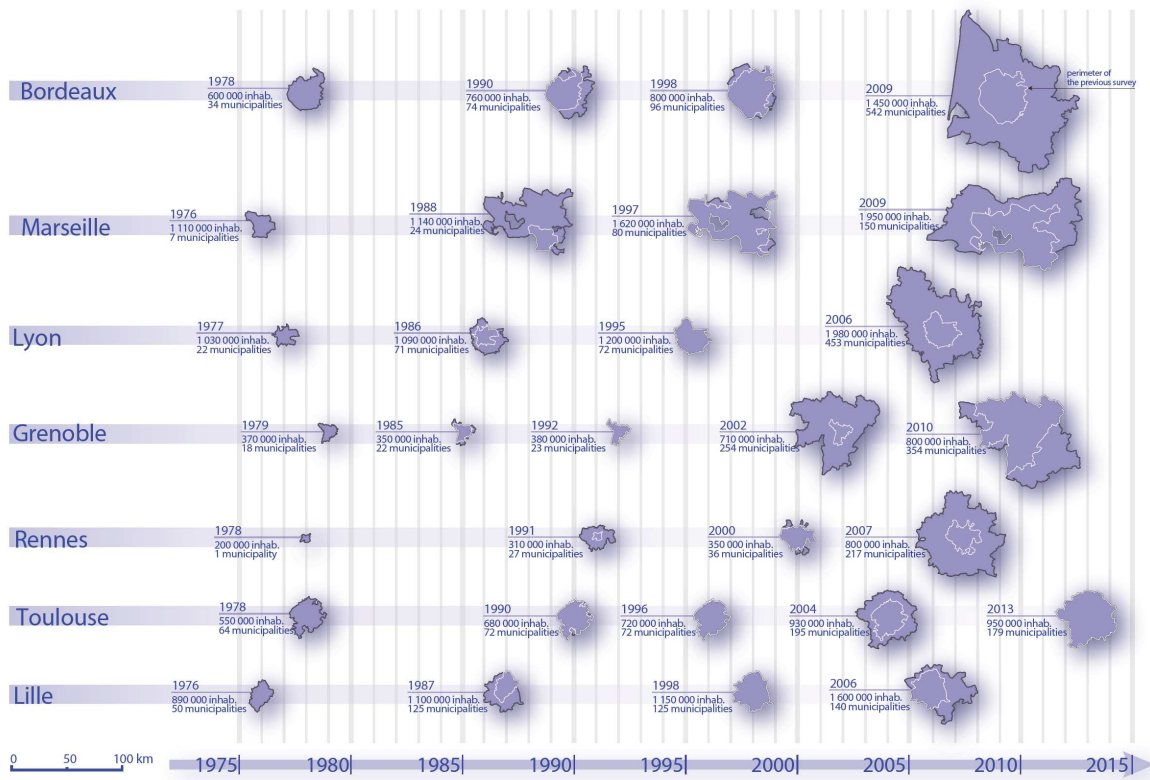 Bordeaux
1978
600 000 inhab.
34 municipalities
1990
760 000 inhab.
74 municipalities
1998
800 000 inhab.
96 municipalities
2009
1 450 000 inhab.
542 municipalities
perimeter of
the previous survey
Marseille
1976
1 110 000 inhab.
7 municipalities
1988
1 140 000 inhab.
24 municipalities
1997
1 620 000 inhab.
80 municipalities
2009
1 950 000 inhab.
150 municipalities
Lyon
1977
1 030 000 inhab.
22 municipalities
1986
1 090 000 inhab.
71 municipalities
1995
1 200 000 inhab.
72 municipalities
2006
1 980 000 inhab.
453 municipalities
Grenoble
1979
370 000 inhab.
18 municipalities
1985
350 000 inhab.
22 municipalities
1992
380 000 inhab.
23 municipalities
2002
710 000 inhab.
254 municipalities
2010
800 000 inhab.
354 municipalities
Rennes
1978
200 000 inhab.
1 municipality
1991
310 000 inhab.
27 municipalities
2000
350 000 inhab.
36 municipalities
2007
800 000 inhab.
217 municipalities
Toulouse
1978
550 000 inhab.
64 municipalities
1990
680 000 inhab.
72 municipalities
1996
720 000 inhab.
72 municipalities
2004
930 000 inhab.
195 municipalities
2013
950 000 inhab.
179 municipalities
Lille
1976
890 000 inhab.
50 municipalities
1987
1 100 000 inhab.
125 municipalities
1998
1 150 000 inhab.
125 municipalities
2006
1 600 000 inhab.
140 municipalities
0 50 100 km
1975 1980 1985 1990 1995 2000 2005 2010 2015